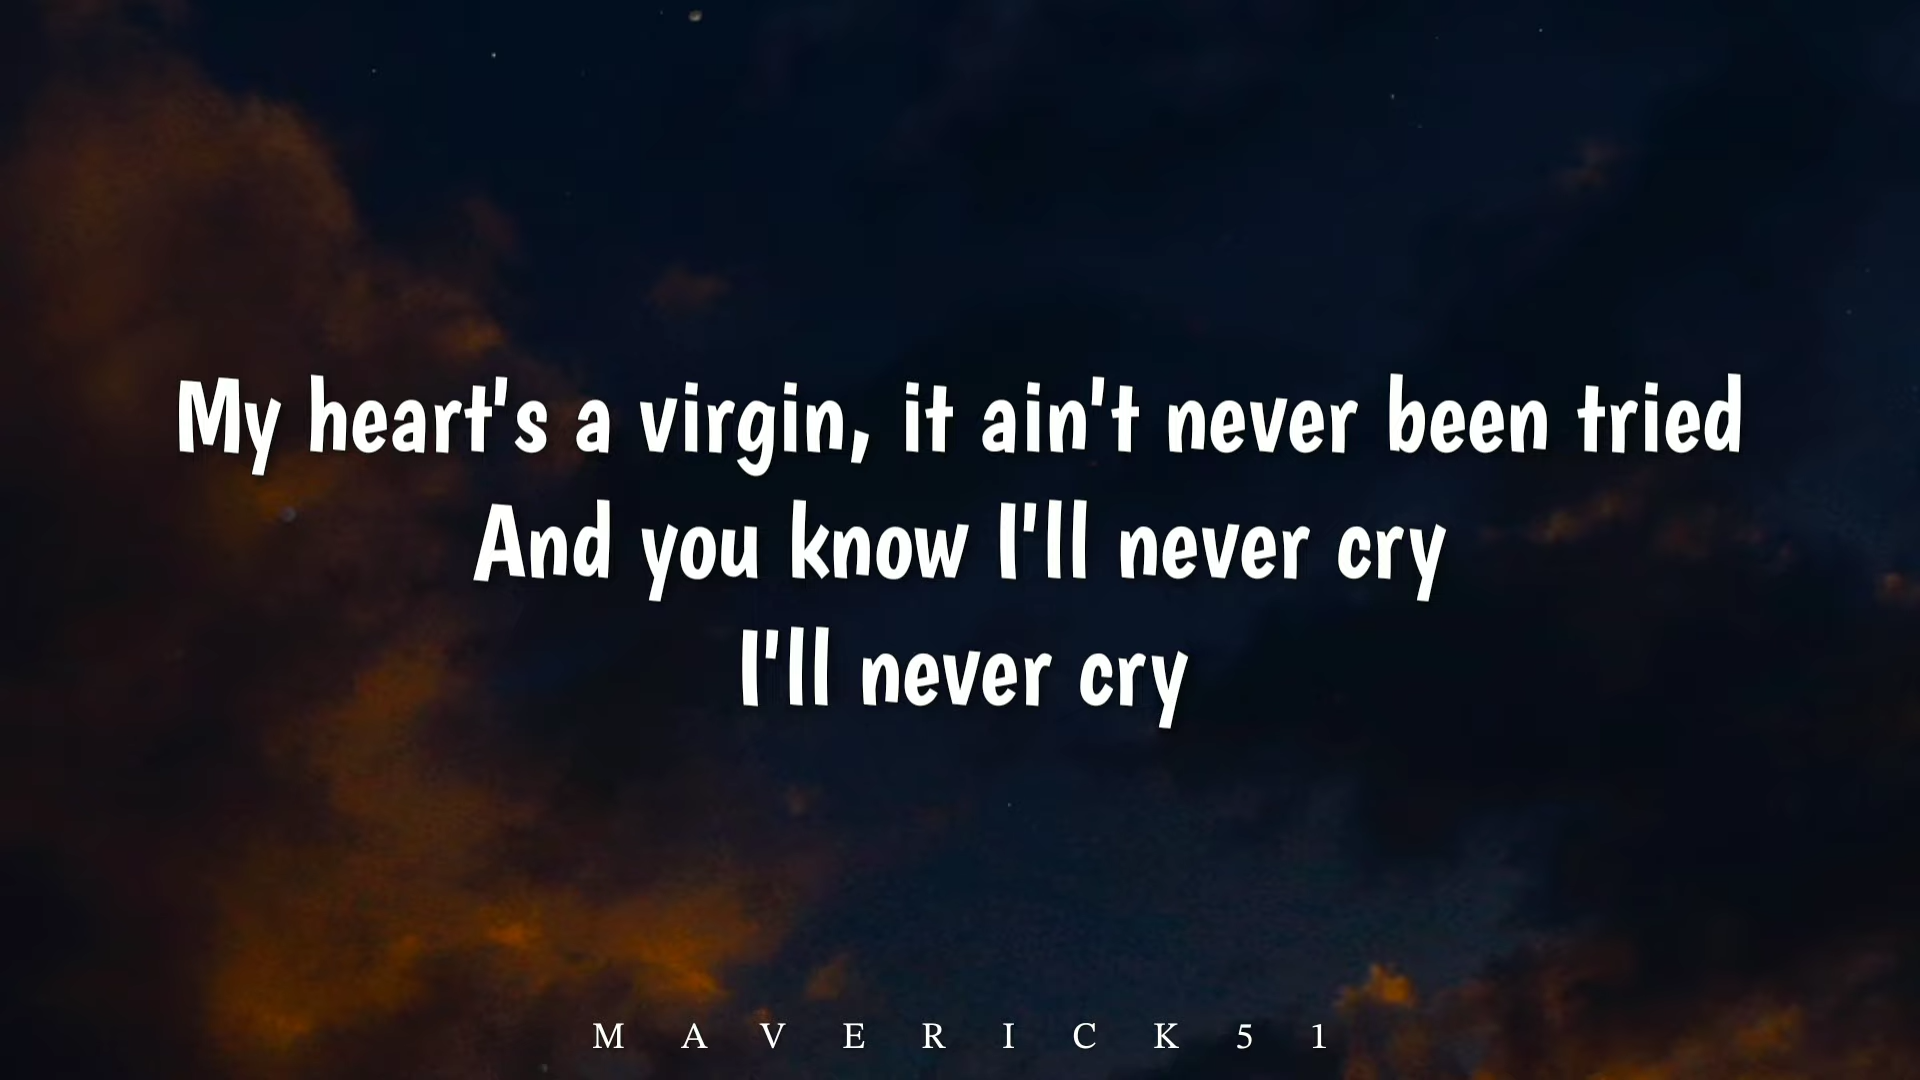 My heart's a virgin, it ain't never been tried
And you know I'll never cry
I'll never cry
MAVERICK51